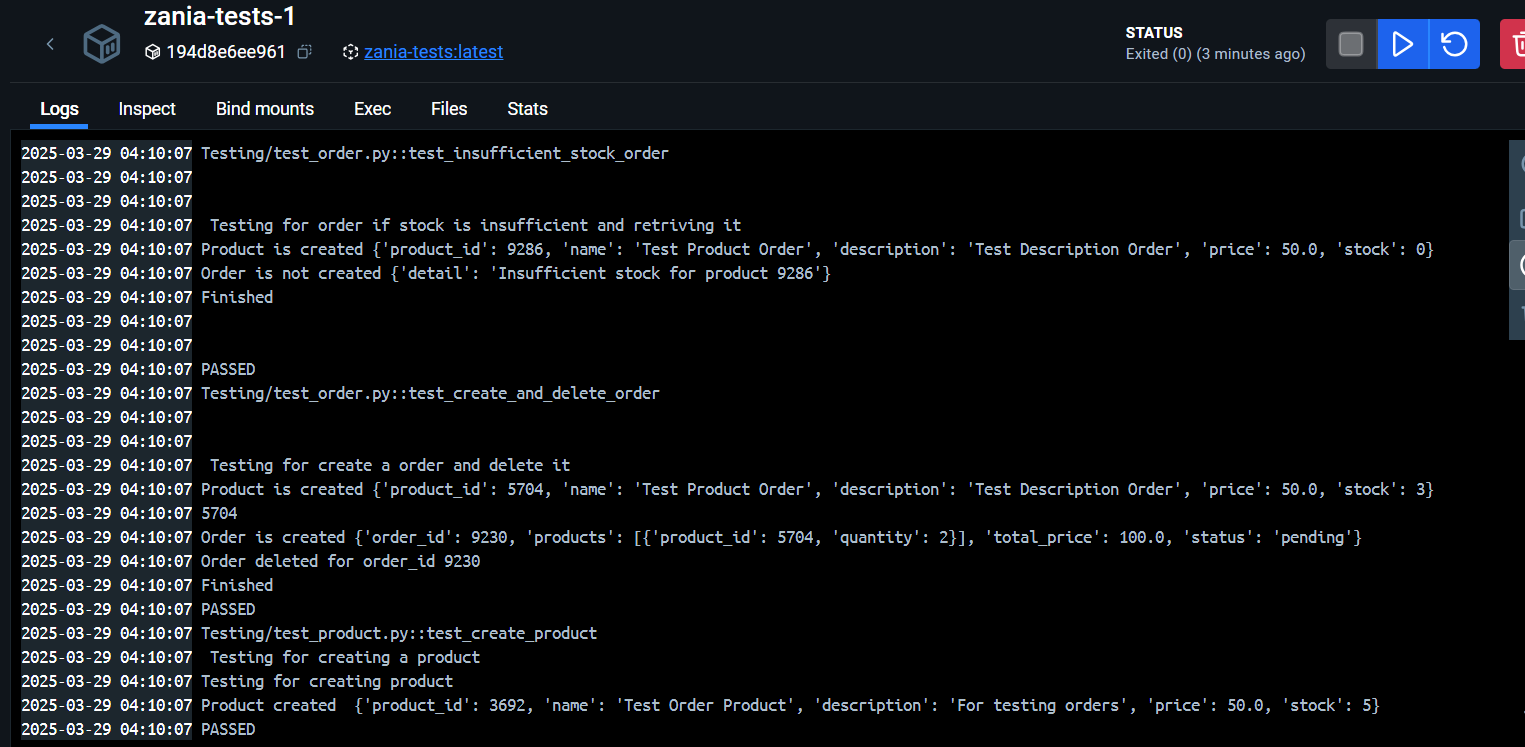 zania-tests-1
194d8e6ee961 zania-tests:latest
STATUS
Exited (0) (3 minutes ago)
Logs Inspect Bind mounts Exec Files Stats
2025-03-29 04:10:07 Testing/test_order.py::test_insufficient_stock_order
2025-03-29 04:10:07
2025-03-29 04:10:07
2025-03-29 04:10:07  Testing for order if stock is insufficient and retriving it
2025-03-29 04:10:07 Product is created {'product_id': 9286, 'name': 'Test Product Order', 'description': 'Test Description Order', 'price': 50.0, 'stock': 0}
2025-03-29 04:10:07 Order is not created {'detail': 'Insufficient stock for product 9286'}
2025-03-29 04:10:07 Finished
2025-03-29 04:10:07
2025-03-29 04:10:07
2025-03-29 04:10:07 PASSED
2025-03-29 04:10:07 Testing/test_order.py::test_create_and_delete_order
2025-03-29 04:10:07
2025-03-29 04:10:07
2025-03-29 04:10:07  Testing for create a order and delete it
2025-03-29 04:10:07 Product is created {'product_id': 5704, 'name': 'Test Product Order', 'description': 'Test Description Order', 'price': 50.0, 'stock': 3}
2025-03-29 04:10:07 5704
2025-03-29 04:10:07 Order is created {'order_id': 9230, 'products': [{'product_id': 5704, 'quantity': 2}], 'total_price': 100.0, 'status': 'pending'}
2025-03-29 04:10:07 Order deleted for order_id 9230
2025-03-29 04:10:07 Finished
2025-03-29 04:10:07 PASSED
2025-03-29 04:10:07 Testing/test_product.py::test_create_product
2025-03-29 04:10:07  Testing for creating a product
2025-03-29 04:10:07 Testing for creating product
2025-03-29 04:10:07 Product created  {'product_id': 3692, 'name': 'Test Order Product', 'description': 'For testing orders', 'price': 50.0, 'stock': 5}
2025-03-29 04:10:07 PASSED